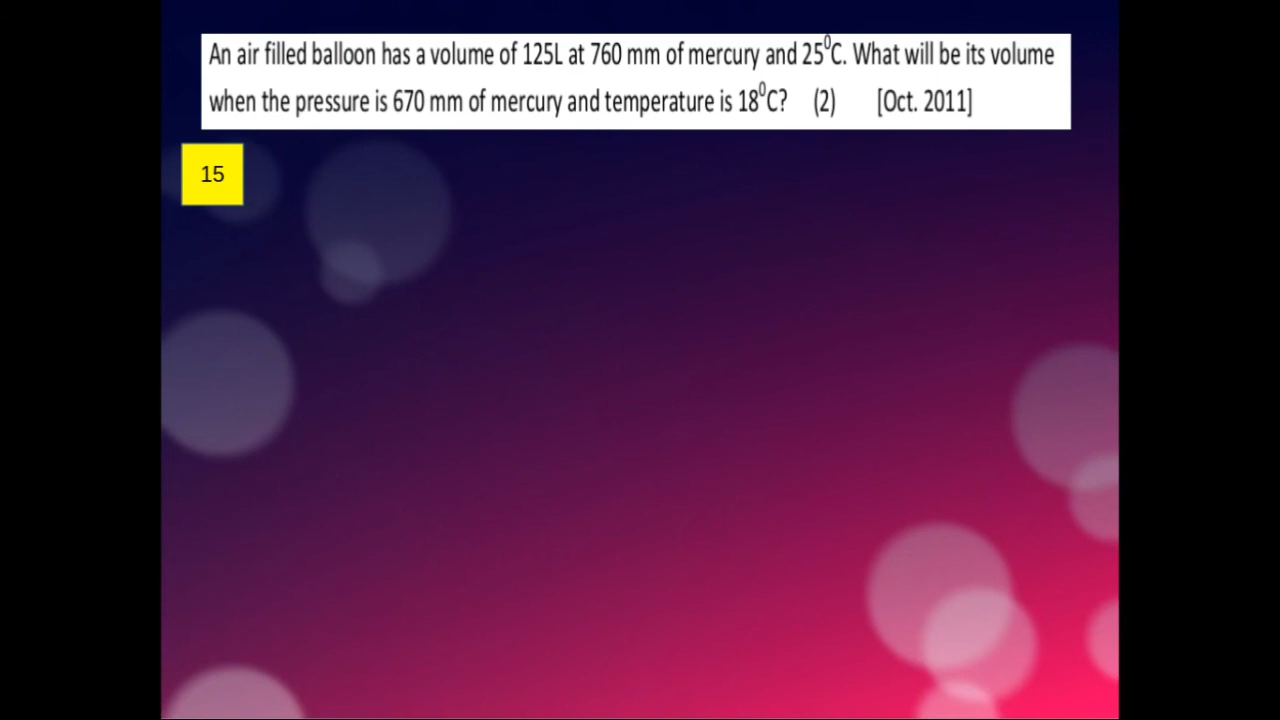 An air filled balloon has a volume of 125L at 760 mm of mercury and 25⁰C. What will be its volume
when the pressure is 670 mm of mercury and temperature is 18⁰C? (2) [Oct. 2011]
15